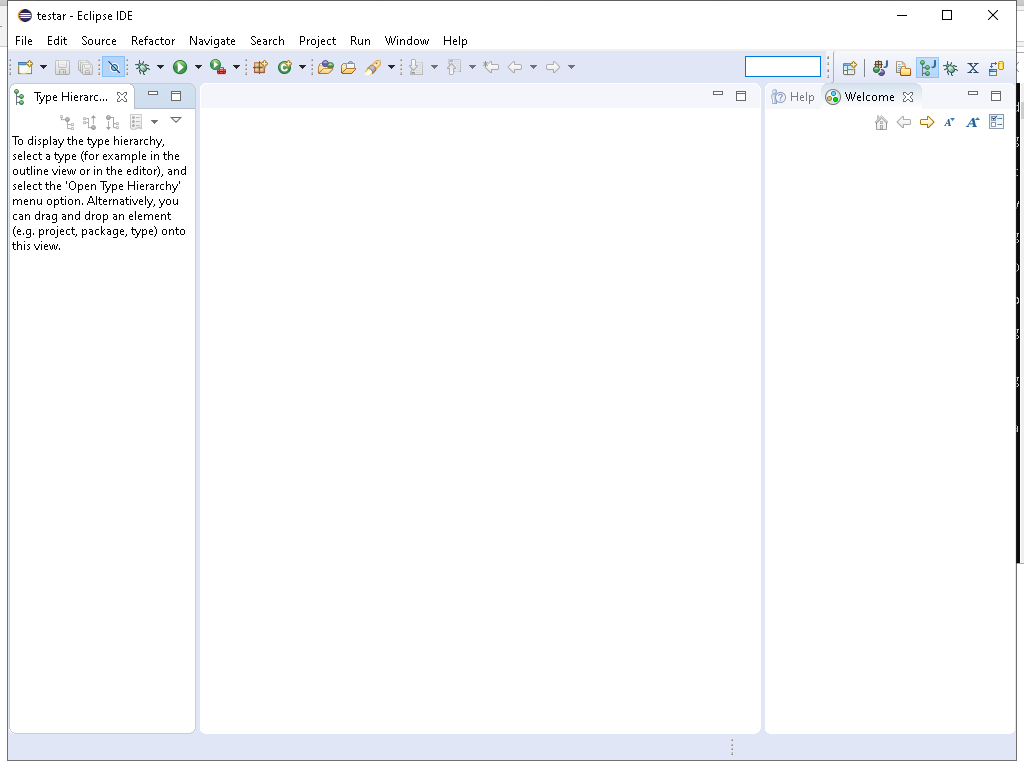 testar - Eclipse IDE
File Edit Source Refactor Navigate Search Project Run Window Help
Type Hierarc...
Help Welcome
To display the type hierarchy,
select a type (for example in the
outline view or in the editor), and
select the 'Open Type Hierarchy'
menu option. Alternatively, you
can drag and drop an element
(e.g. project, package, type) onto
this view.